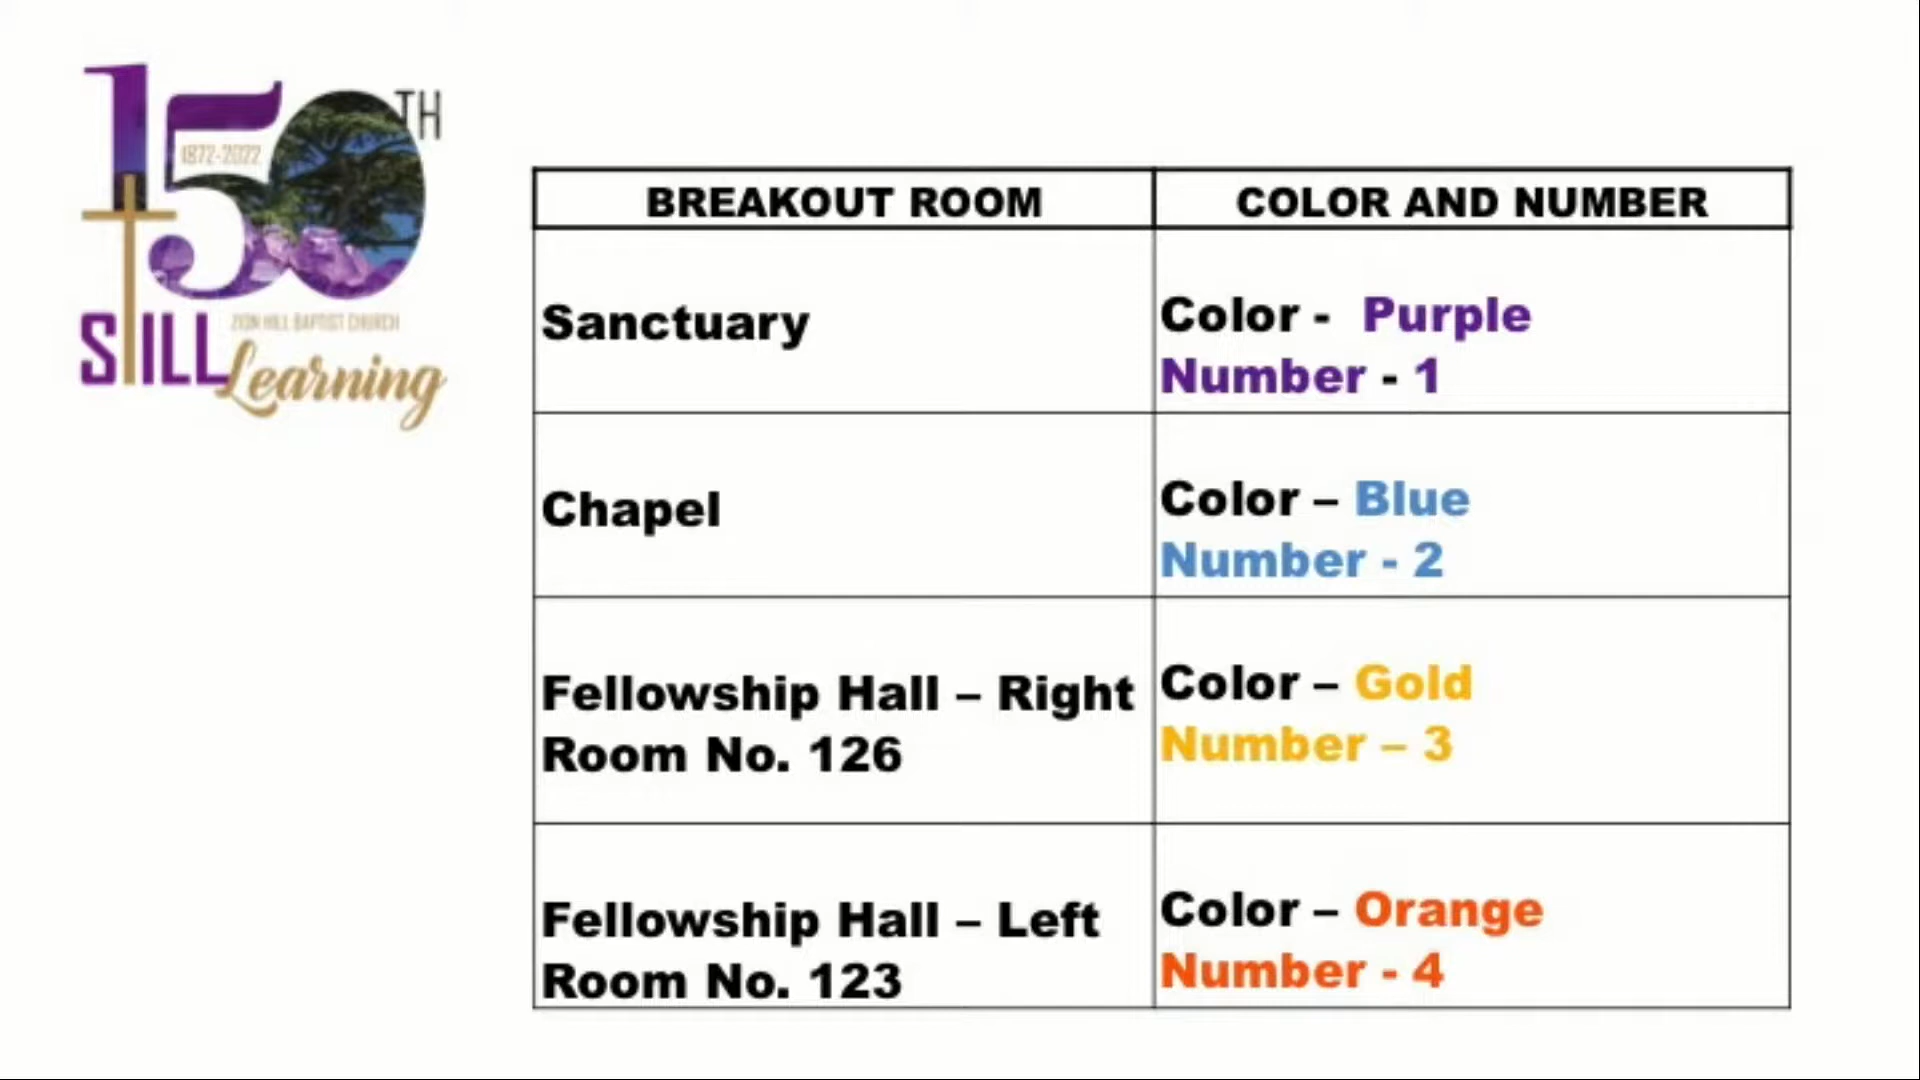 150TH
1872-2022
ZION HILL BAPTIST CHURCH
STILL
Learning
BREAKOUT ROOM
COLOR AND NUMBER
Sanctuary
Color - Purple
Number - 1
Chapel
Color – Blue
Number - 2
Fellowship Hall – Right
Room No. 126
Color – Gold
Number – 3
Fellowship Hall – Left
Room No. 123
Color – Orange
Number - 4